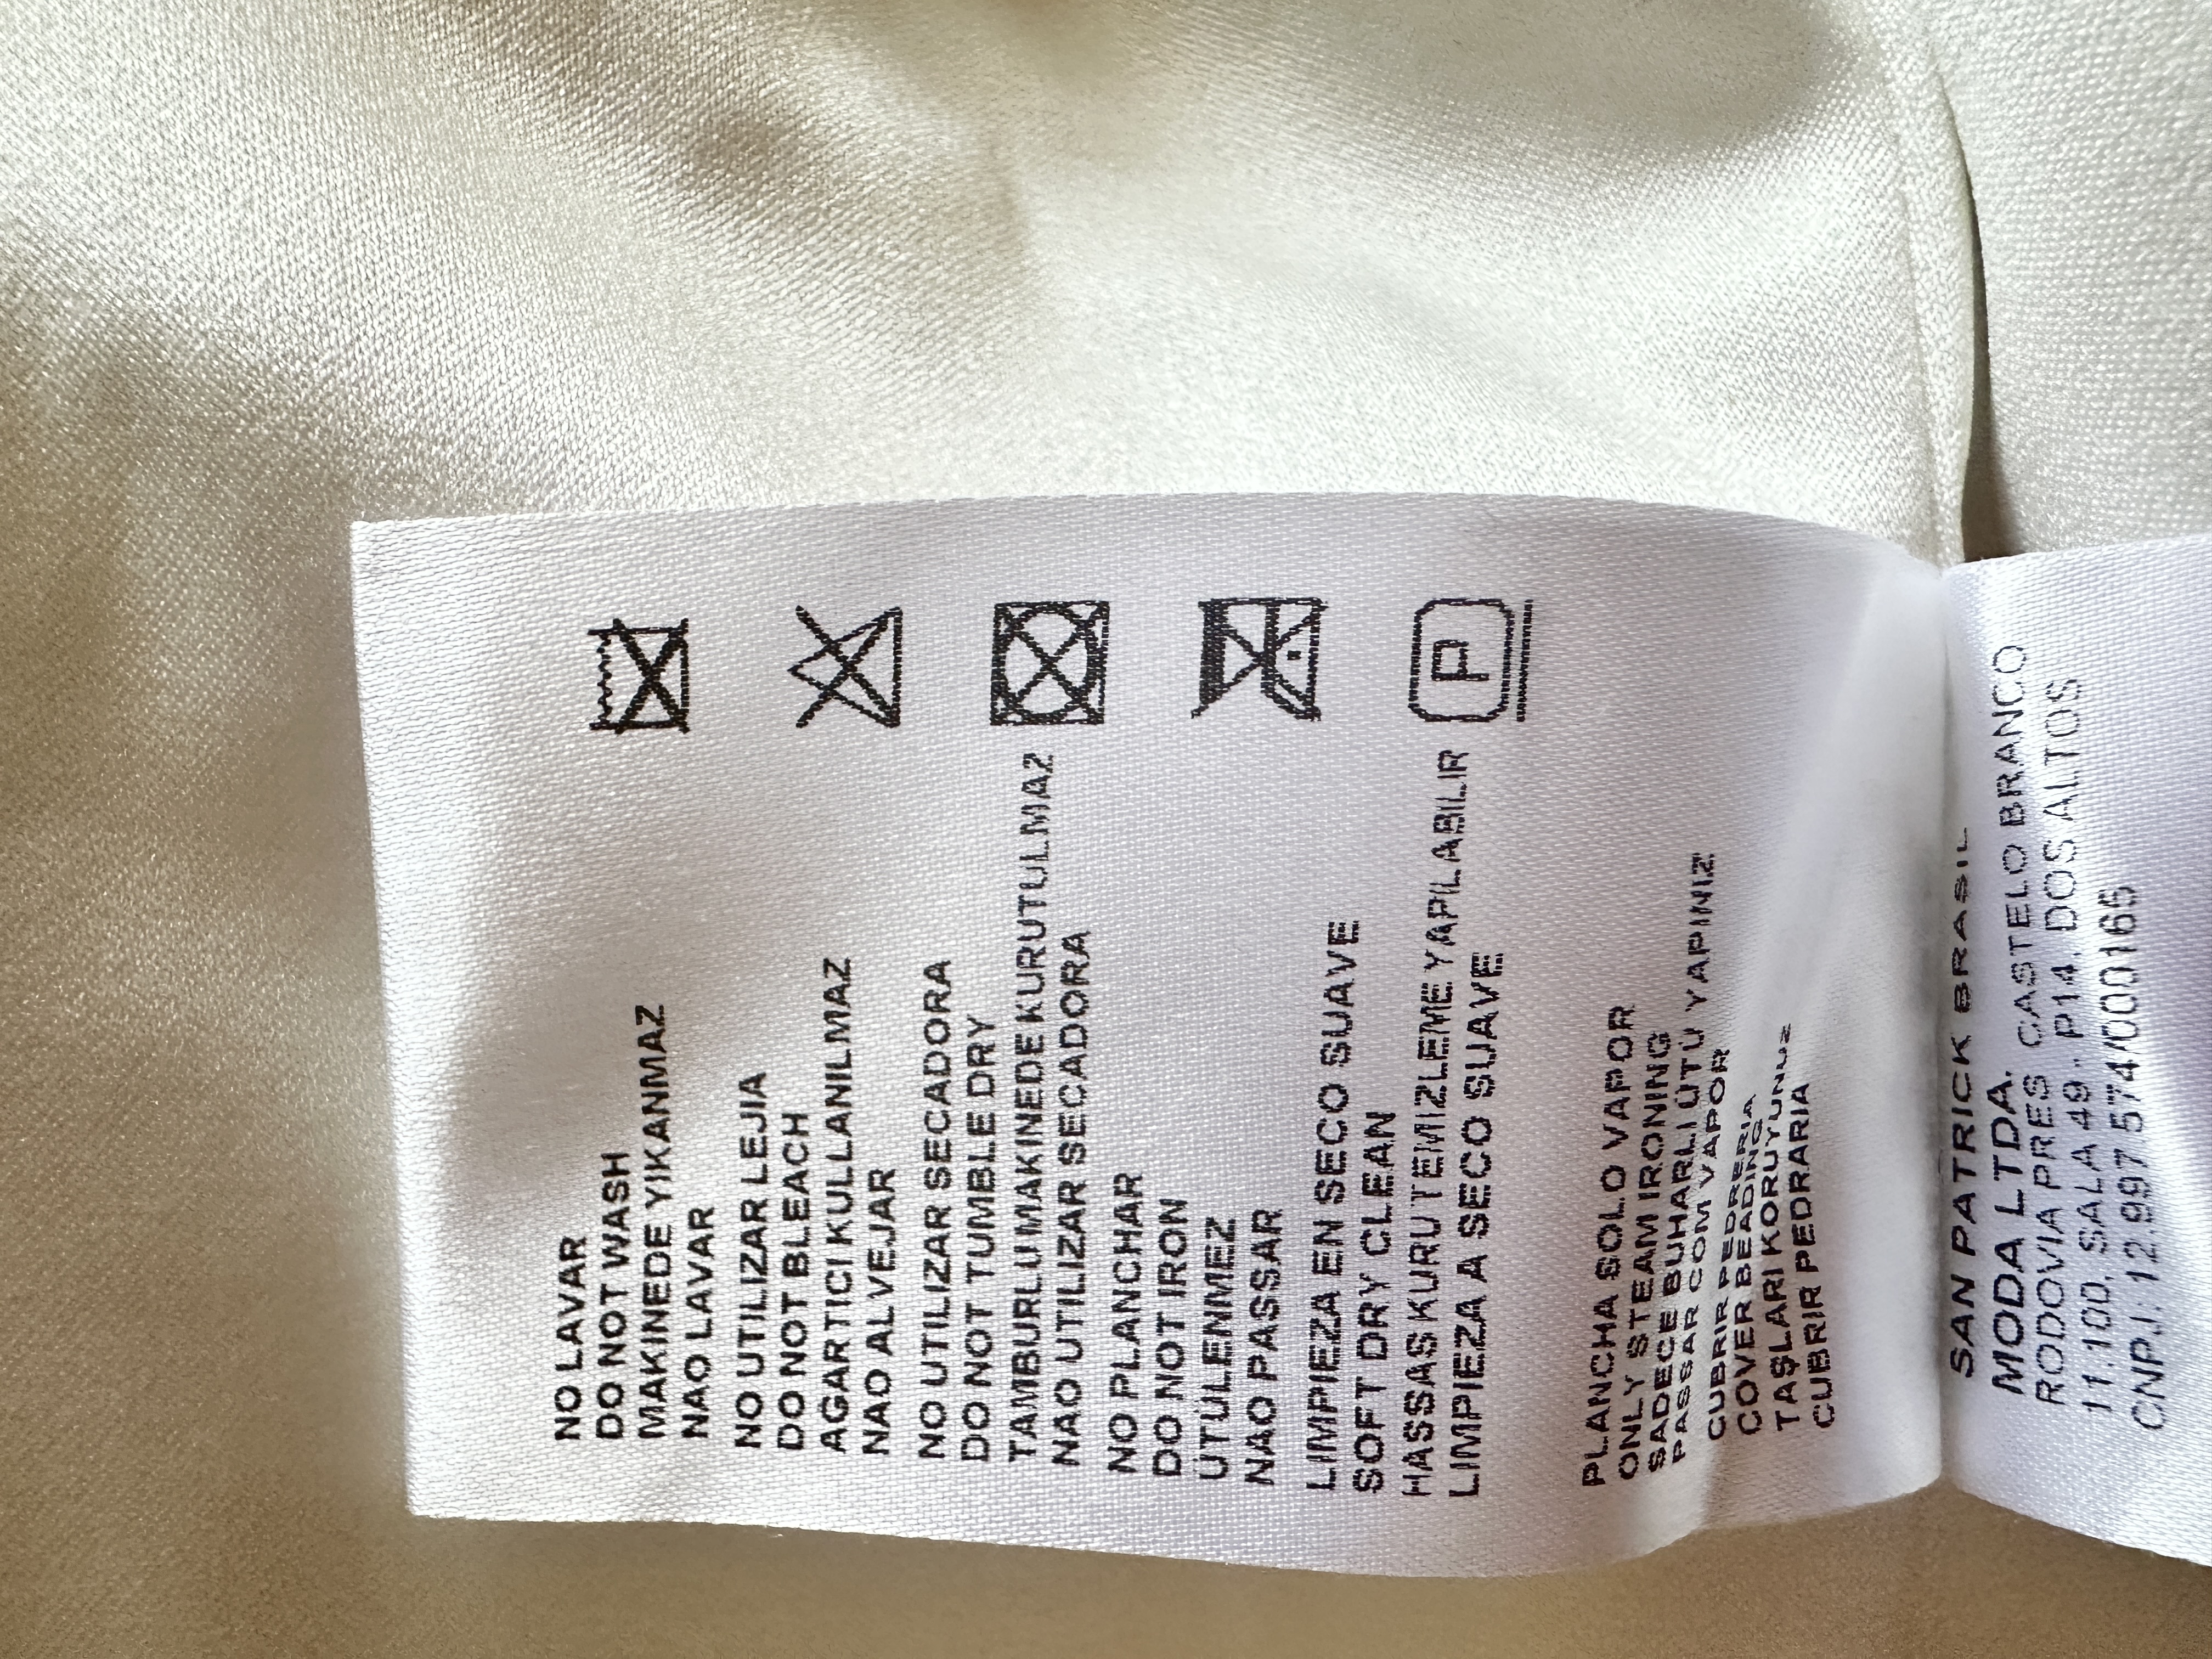 NO LAVAR
DO NOT WASH
MAKINEDE YIKANMAZ
NAO LAVAR
NO UTILIZAR LEJIA
DO NOT BLEACH
AGARTICI KULLANILMAZ
NAO ALVEJAR
NO UTILIZAR SECADORA
DO NOT TUMBLE DRY
TAMBURLU MAKINEDE KURUTULMAZ
NAO UTILIZAR SECADORA
NO PLANCHAR
DO NOT IRON
UTÜLENMEZ
NAO PASSAR
LIMPIEZA EN SECO SUAVE
SOFT DRY CLEAN
HASSAS KURU TEMIZLEME YAPILABILIR
LIMPIEZA A SECO SUAVE
P
PLANCHA SOLO VAPOR
ONLY STEAM IRONING
SADECE BUHARLI ÜTÜ YAPINIZ
PASSAR COM VAPOR
CUBRIR PEDRERIA
COVER BEADING
TAŞLARI KORUYUNUZ
CUBRIR PEDRARIA
SAN PATRICK BRASIL
MODA LTDA.
RODOVIA PRES CASTELO BRANCO
11.100, SALA 49 - P14, DOS ALTOS
CNPJ: 12.997.574/000165